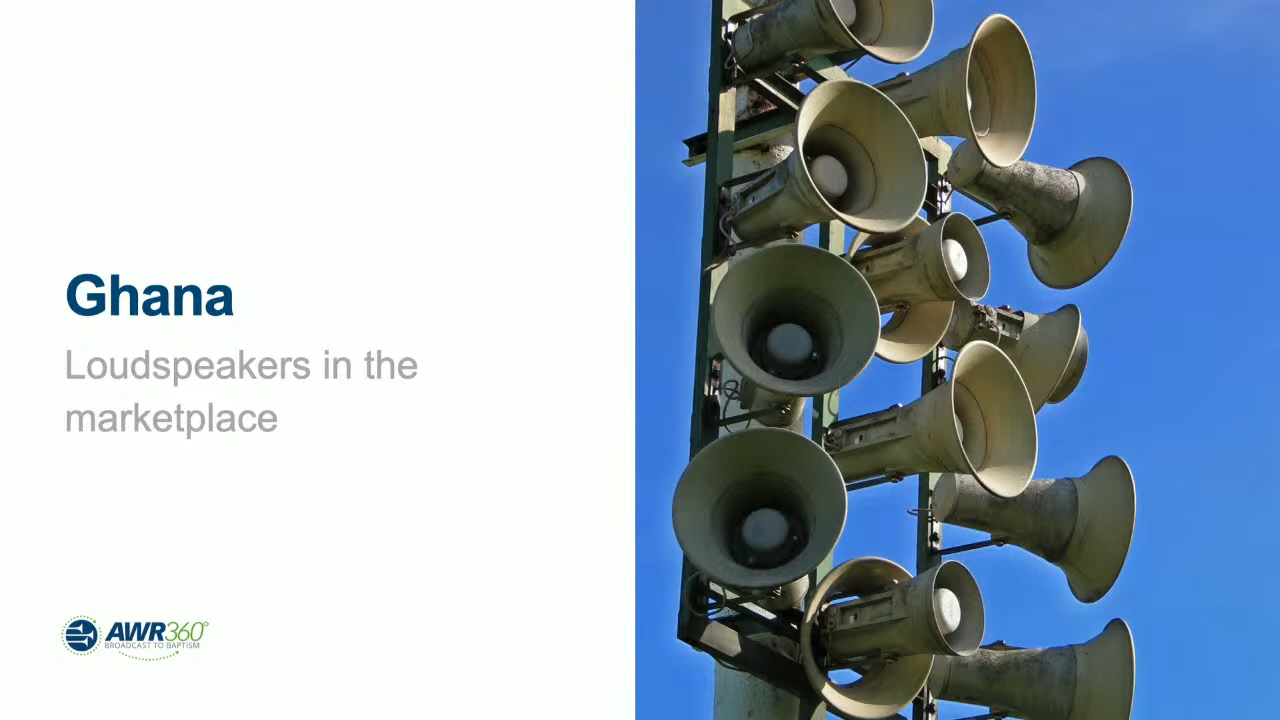 Ghana
Loudspeakers in the
marketplace
AWR360°
BROADCAST TO BAPTISM